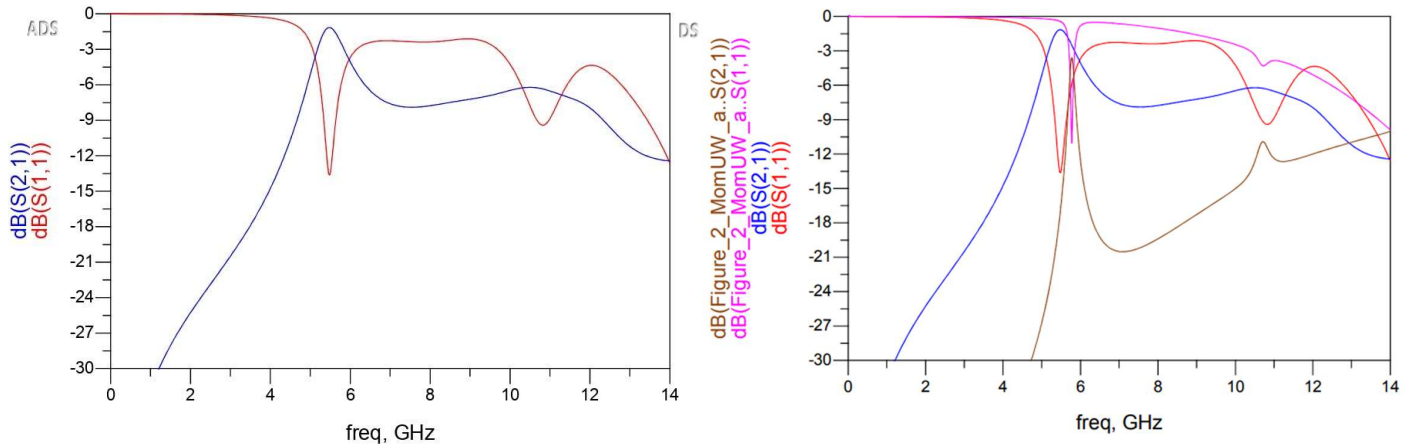 ADS
0
-3
-6
-9
-12
-15
-18
-21
-24
-27
-30
dB(S(2,1))
dB(S(1,1))
0 2 4 6 8 10 12 14
freq, GHz
DS
0
-3
-6
-9
-12
-15
-18
-21
-24
-27
-30
dB(Figure_2_MomUW_a..S(2,1))
dB(Figure_2_MomUW_a..S(1,1))
dB(S(2,1))
dB(S(1,1))
0 2 4 6 8 10 12 14
freq, GHz